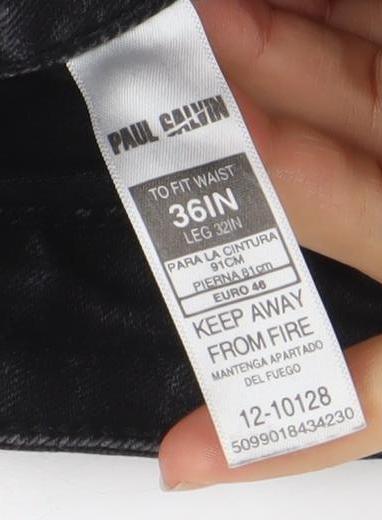 PAUL GALVIN
TO FIT WAIST
36IN
LEG 32IN
PARA LA CINTURA
91CM
PIERNA 81cm
EURO 46
KEEP AWAY
FROM FIRE
MANTENGA APARTADO
DEL FUEGO
12-10128
5099018434230